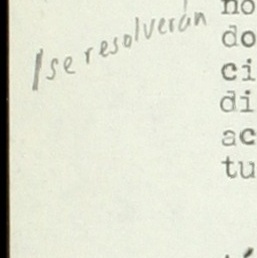 /se resolverán
no
do
ci
di
ac
tu